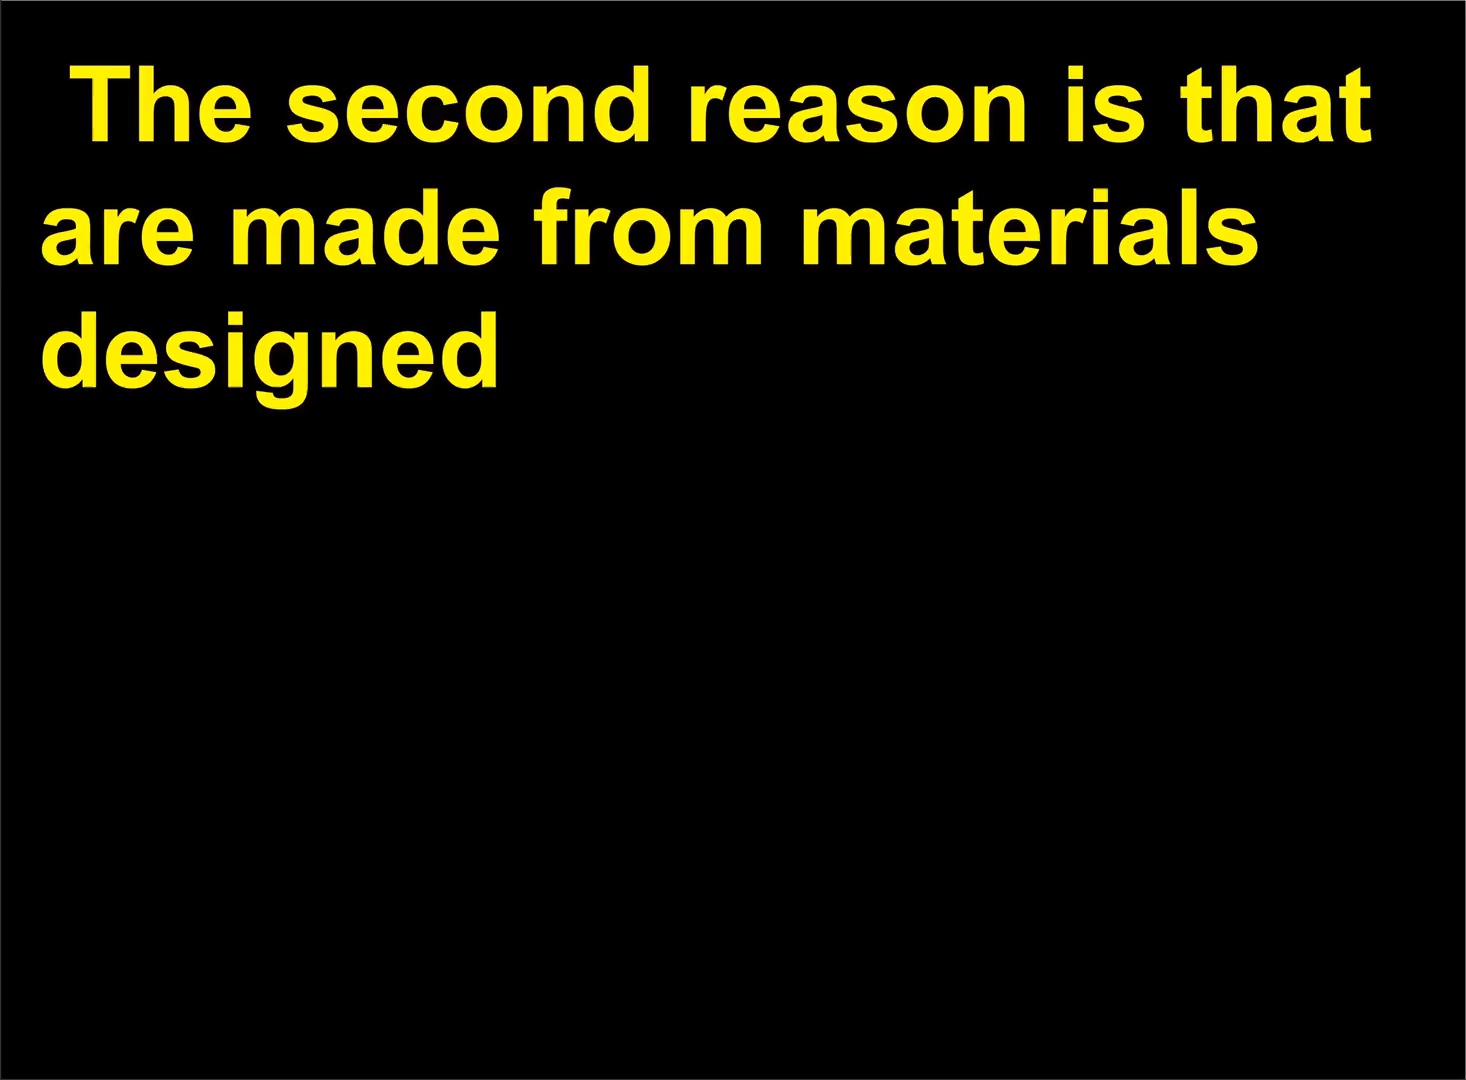 The second reason is that
are made from materials
designed